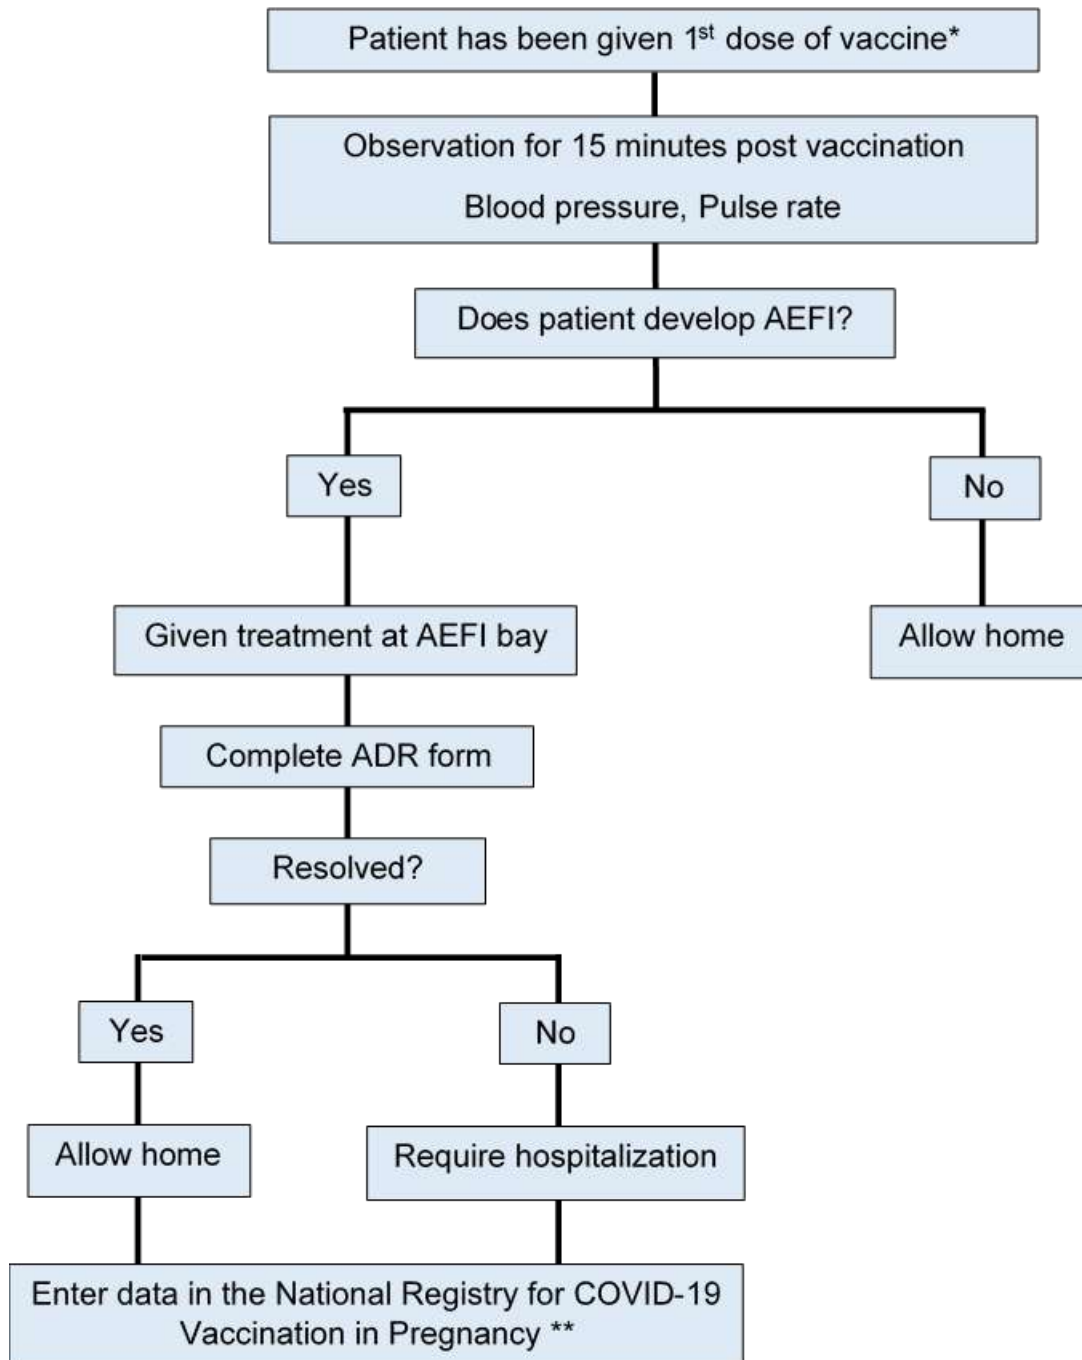 Patient has been given 1st dose of vaccine*
Observation for 15 minutes post vaccination
Blood pressure, Pulse rate
Does patient develop AEFI?
Yes
No
Given treatment at AEFI bay
Allow home
Complete ADR form
Resolved?
Yes
No
Allow home
Require hospitalization
Enter data in the National Registry for COVID-19
Vaccination in Pregnancy **